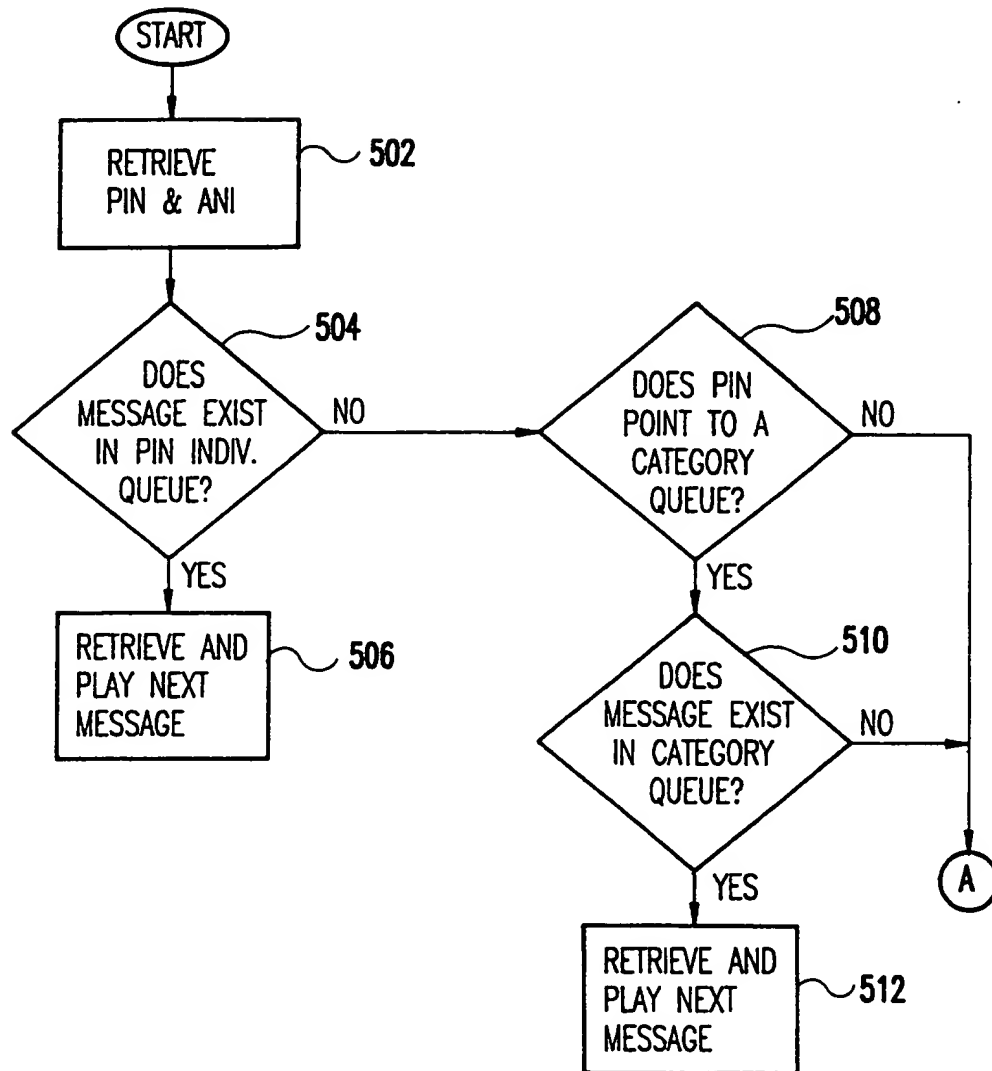 START
RETRIEVE
PIN & ANI
502
504
DOES
MESSAGE EXIST
IN PIN INDIV.
QUEUE?
NO
YES
RETRIEVE AND
PLAY NEXT
MESSAGE
506
508
DOES PIN
POINT TO A
CATEGORY
QUEUE?
NO
YES
510
DOES
MESSAGE EXIST
IN CATEGORY
QUEUE?
NO
YES
A
RETRIEVE AND
PLAY NEXT
MESSAGE
512